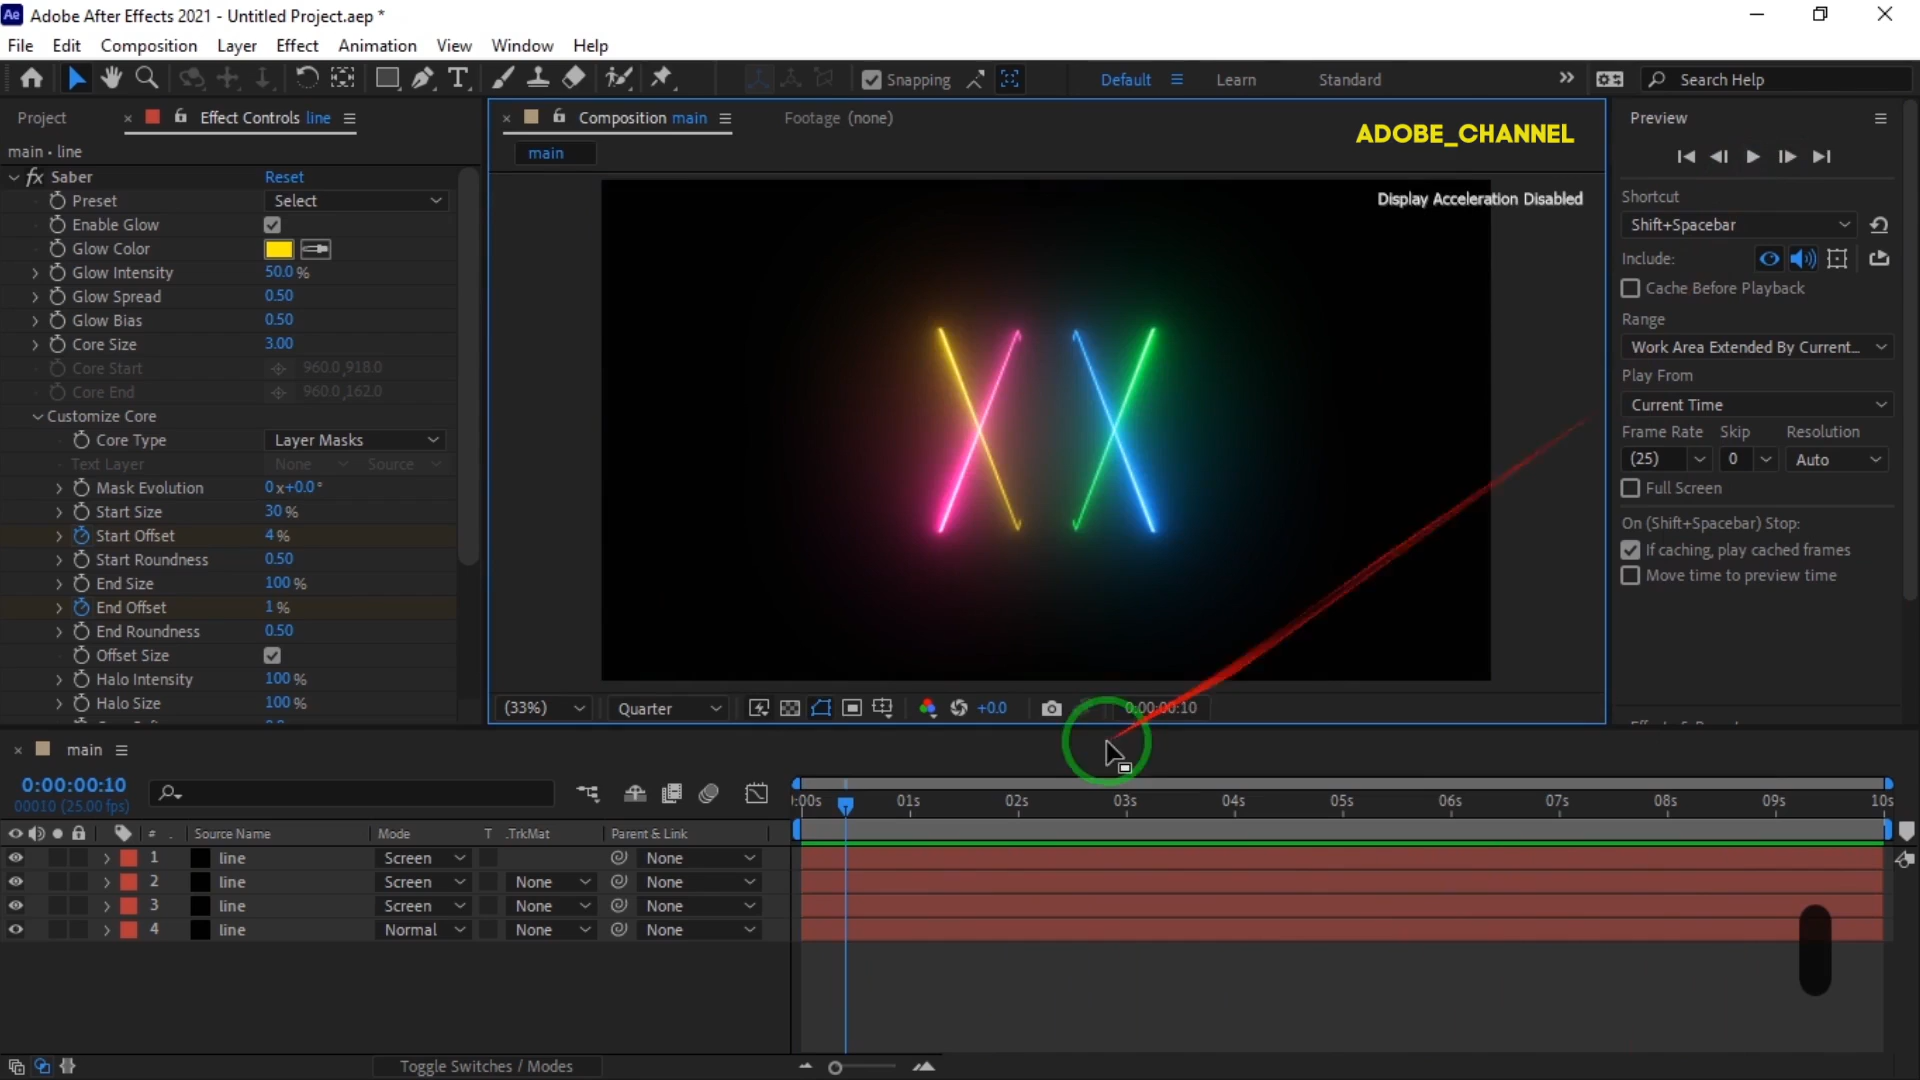 Ae Adobe After Effects 2021 - Untitled Project.aep *
File Edit Composition Layer Effect Animation View Window Help
Snapping Default Learn Standard Search Help
Project Effect Controls line
main • line
fx Saber Reset
Preset Select
Enable Glow
Glow Color
Glow Intensity 50.0 %
Glow Spread 0.50
Glow Bias 0.50
Core Size 3.00
Core Start 960.0,918.0
Core End 960.0,162.0
Customize Core
Core Type Layer Masks
Text Layer None Source
Mask Evolution 0x+0.0°
Start Size 30 %
Start Offset 4 %
Start Roundness 0.50
End Size 100 %
End Offset 1 %
End Roundness 0.50
Offset Size
Halo Intensity 100 %
Halo Size 100 %
Composition main Footage (none)
main
ADOBE_CHANNEL
Display Acceleration Disabled
(33%) Quarter +0.0 0:00:00:10
Preview
Shortcut
Shift+Spacebar
Include:
Cache Before Playback
Range
Work Area Extended By Current...
Play From
Current Time
Frame Rate Skip Resolution
(25) 0 Auto
Full Screen
On (Shift+Spacebar) Stop:
If caching, play cached frames
Move time to preview time
main
0:00:00:10
00010 (25.00 fps)
:00s 01s 02s 03s 04s 05s 06s 07s 08s 09s 10s
# . Source Name Mode T .TrkMat Parent & Link
1 line Screen None
2 line Screen None None
3 line Screen None None
4 line Normal None None
Toggle Switches / Modes